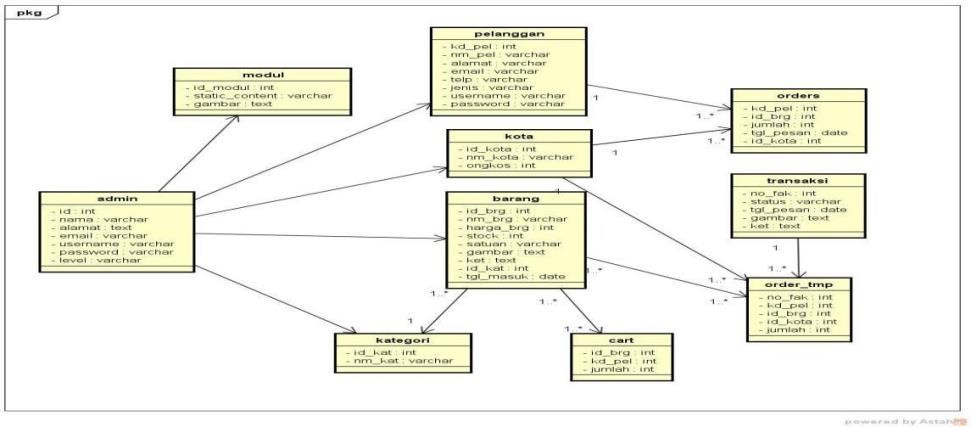 pkg
pelanggan
- kd_pel : int
- nm_pel : varchar
- alamat : varchar
- email : varchar
- telp : varchar
- jenis : varchar
- username : varchar
- password : varchar
modul
- id_modul : int
- static_content : varchar
- gambar : text
orders
- kd_pel : int
- id_brg : int
- jumlah : int
- tgl_pesan : date
- id_kota : int
1
1..*
kota
- id_kota : int
- nm_kota : varchar
- ongkos : int
1
1..*
1
transaksi
- no_fak : int
- status : varchar
- tgl_pesan : date
- gambar : text
- ket : text
1
1..*
admin
- id : int
- nama : varchar
- alamat : text
- email : varchar
- username : varchar
- password : varchar
- level : varchar
barang
- id_brg : int
- nm_brg : varchar
- harga_brg : int
- stock : int
- satuan : varchar
- gambar : text
- ket : text
- id_kat : int
- tgl_masuk : date
1..*
1..*
1..*
1..*
1..*
order_tmp
- no_fak : int
- kd_pel : int
- id_brg : int
- id_kota : int
- jumlah : int
1
1..*
kategori
- id_kat : int
- nm_kat : varchar
cart
- id_brg : int
- kd_pel : int
- jumlah : int
powered by Astah